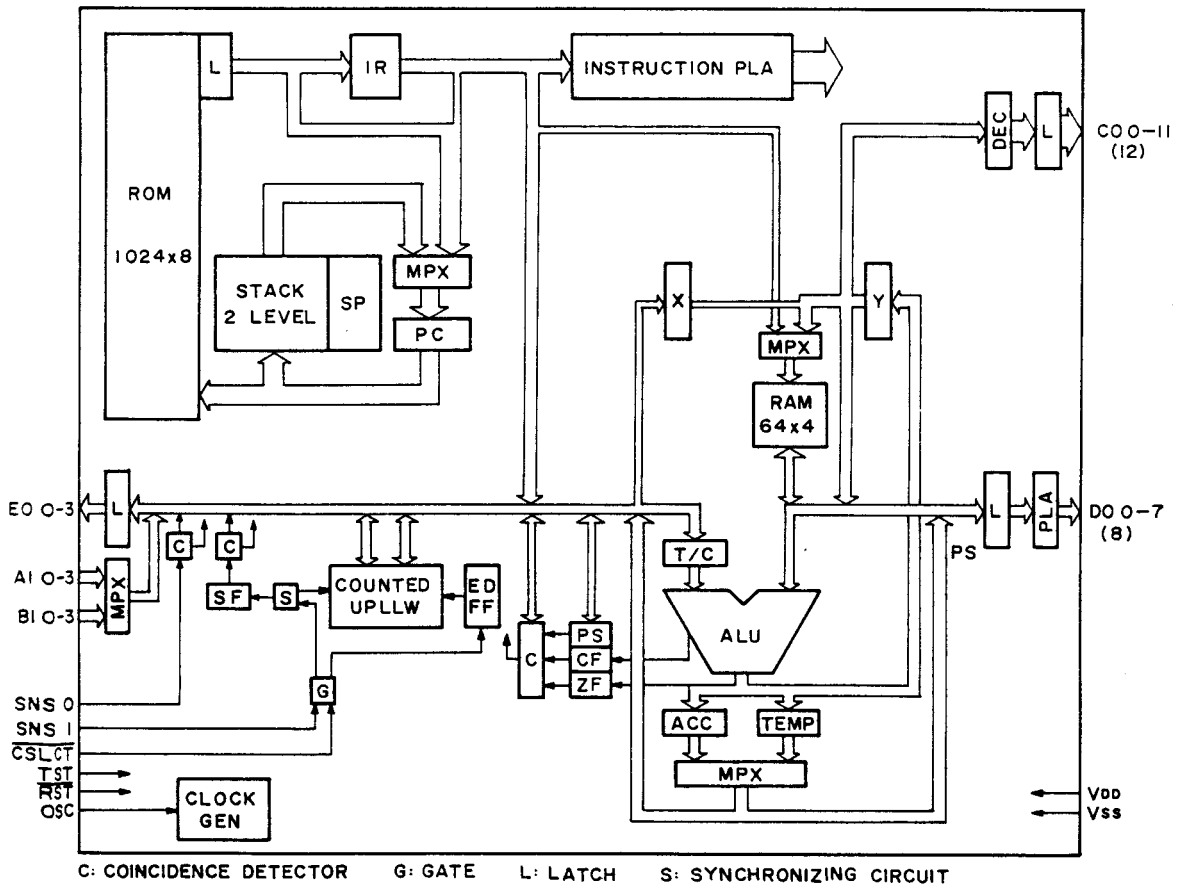 L
IR
INSTRUCTION PLA
ROM
1024x8
DEC
L
CO 0-11
(12)
STACK
2 LEVEL
SP
MPX
PC
X
Y
MPX
RAM
64x4
EO 0-3
L
C
C
L
PLA
DO 0-7
(8)
PS
AI 0-3
BI 0-3
MPX
SF
S
COUNTED
UPLLW
ED
FF
T/C
ALU
C
PS
CF
ZF
G
SNS 0
SNS 1
CSLCT
TST
RST
OSC
CLOCK
GEN
ACC
TEMP
MPX
VDD
VSS
C: COINCIDENCE DETECTOR G: GATE L: LATCH S: SYNCHRONIZING CIRCUIT